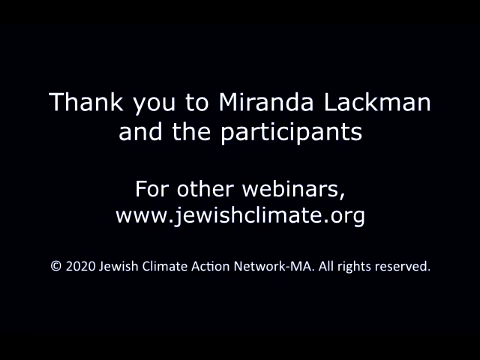 Thank you to Miranda Lackman
and the participants
For other webinars,
www.jewishclimate.org
© 2020 Jewish Climate Action Network-MA. All rights reserved.